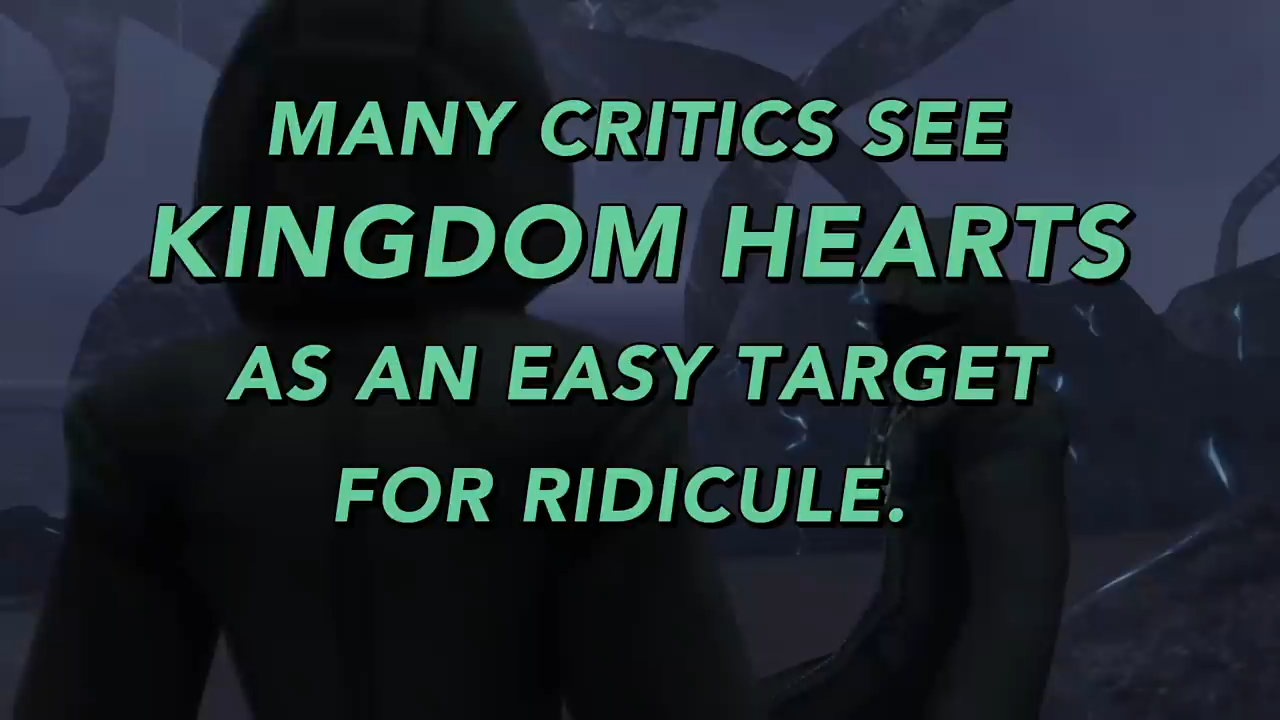 MANY CRITICS SEE
KINGDOM HEARTS
AS AN EASY TARGET
FOR RIDICULE.